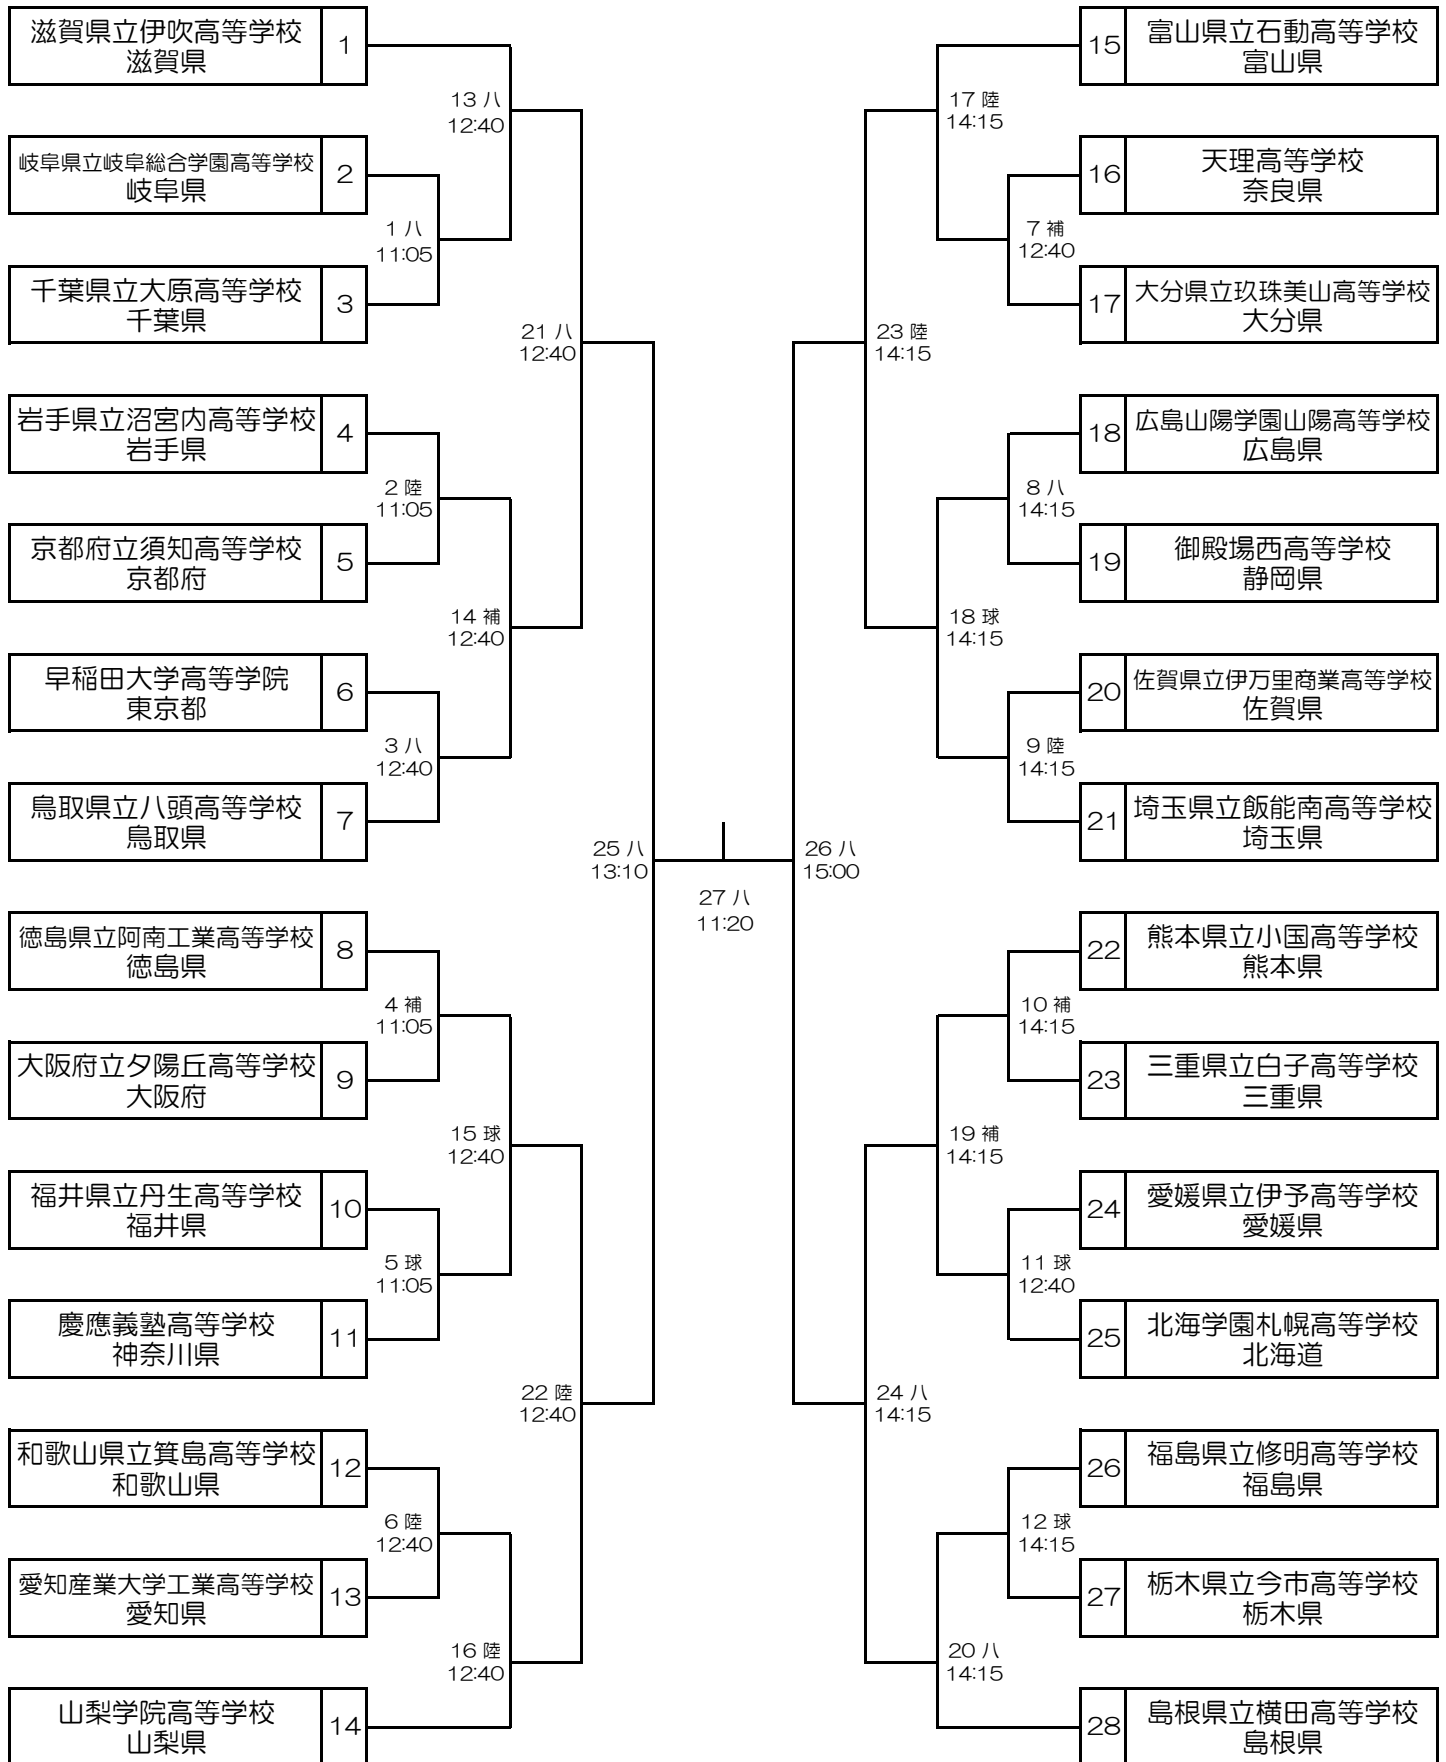 滋賀県立伊吹高等学校
滋賀県
1
岐阜県立岐阜総合学園高等学校
岐阜県
2
千葉県立大原高等学校
千葉県
3
岩手県立沼宮内高等学校
岩手県
4
京都府立須知高等学校
京都府
5
早稲田大学高等学院
東京都
6
鳥取県立八頭高等学校
鳥取県
7
徳島県立阿南工業高等学校
徳島県
8
大阪府立夕陽丘高等学校
大阪府
9
福井県立丹生高等学校
福井県
10
慶應義塾高等学校
神奈川県
11
和歌山県立箕島高等学校
和歌山県
12
愛知産業大学工業高等学校
愛知県
13
山梨学院高等学校
山梨県
14
1 八
11:05
2 陸
11:05
3 八
12:40
4 補
11:05
5 球
11:05
6 陸
12:40
13 八
12:40
14 補
12:40
15 球
12:40
16 陸
12:40
21 八
12:40
22 陸
12:40
25 八
13:10
27 八
11:20
26 八
15:00
23 陸
14:15
24 八
14:15
17 陸
14:15
18 球
14:15
19 補
14:15
20 八
14:15
7 補
12:40
8 八
14:15
9 陸
14:15
10 補
14:15
11 球
12:40
12 球
14:15
15
富山県立石動高等学校
富山県
16
天理高等学校
奈良県
17
大分県立玖珠美山高等学校
大分県
18
広島山陽学園山陽高等学校
広島県
19
御殿場西高等学校
静岡県
20
佐賀県立伊万里商業高等学校
佐賀県
21
埼玉県立飯能南高等学校
埼玉県
22
熊本県立小国高等学校
熊本県
23
三重県立白子高等学校
三重県
24
愛媛県立伊予高等学校
愛媛県
25
北海学園札幌高等学校
北海道
26
福島県立修明高等学校
福島県
27
栃木県立今市高等学校
栃木県
28
島根県立横田高等学校
島根県